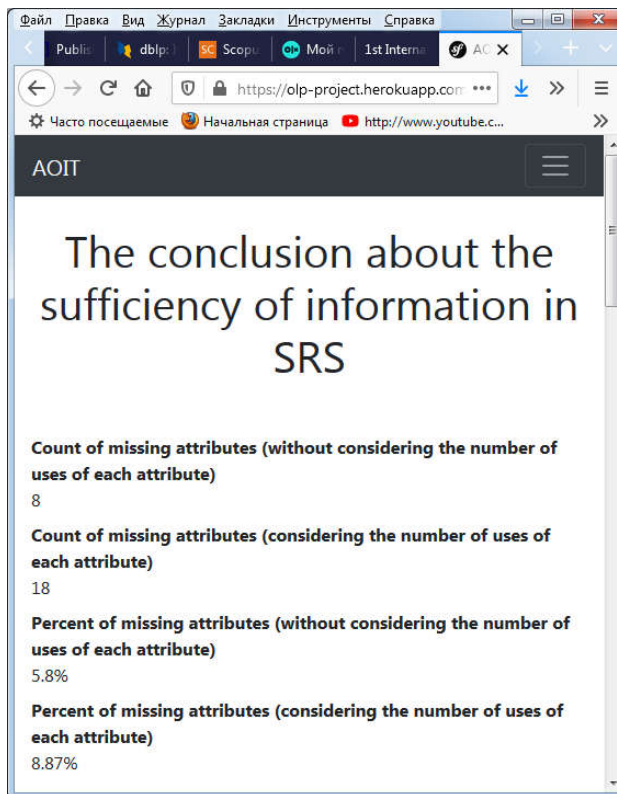 Файл Правка Вид Журнал Закладки Инструменты Справка
Publis dblp: Scopu Мой 1st Interna AO
https://olp-project.herokuapp.com
Часто посещаемые Начальная страница http://www.youtube.c...
AOIT
The conclusion about the
sufficiency of information in
SRS
Count of missing attributes (without considering the number of
uses of each attribute)
8
Count of missing attributes (considering the number of uses of
each attribute)
18
Percent of missing attributes (without considering the number of
uses of each attribute)
5.8%
Percent of missing attributes (considering the number of uses of
each attribute)
8.87%